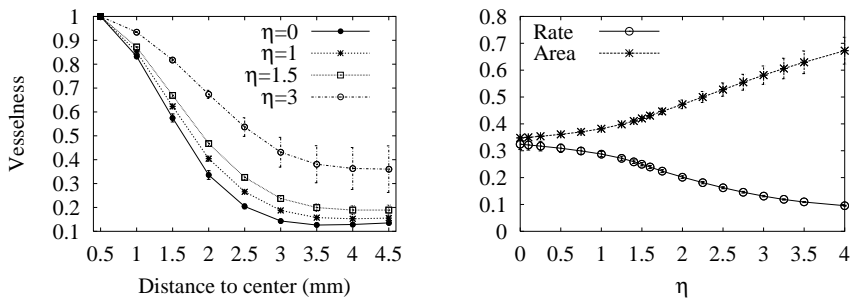 Vesselness
1
0.9
0.8
0.7
0.6
0.5
0.4
0.3
0.2
0.1
0.5 1 1.5 2 2.5 3 3.5 4 4.5
Distance to center (mm)
η=0
η=1
η=1.5
η=3
0.8
0.7
0.6
0.5
0.4
0.3
0.2
0.1
0
0 0.5 1 1.5 2 2.5 3 3.5 4
η
Rate
Area